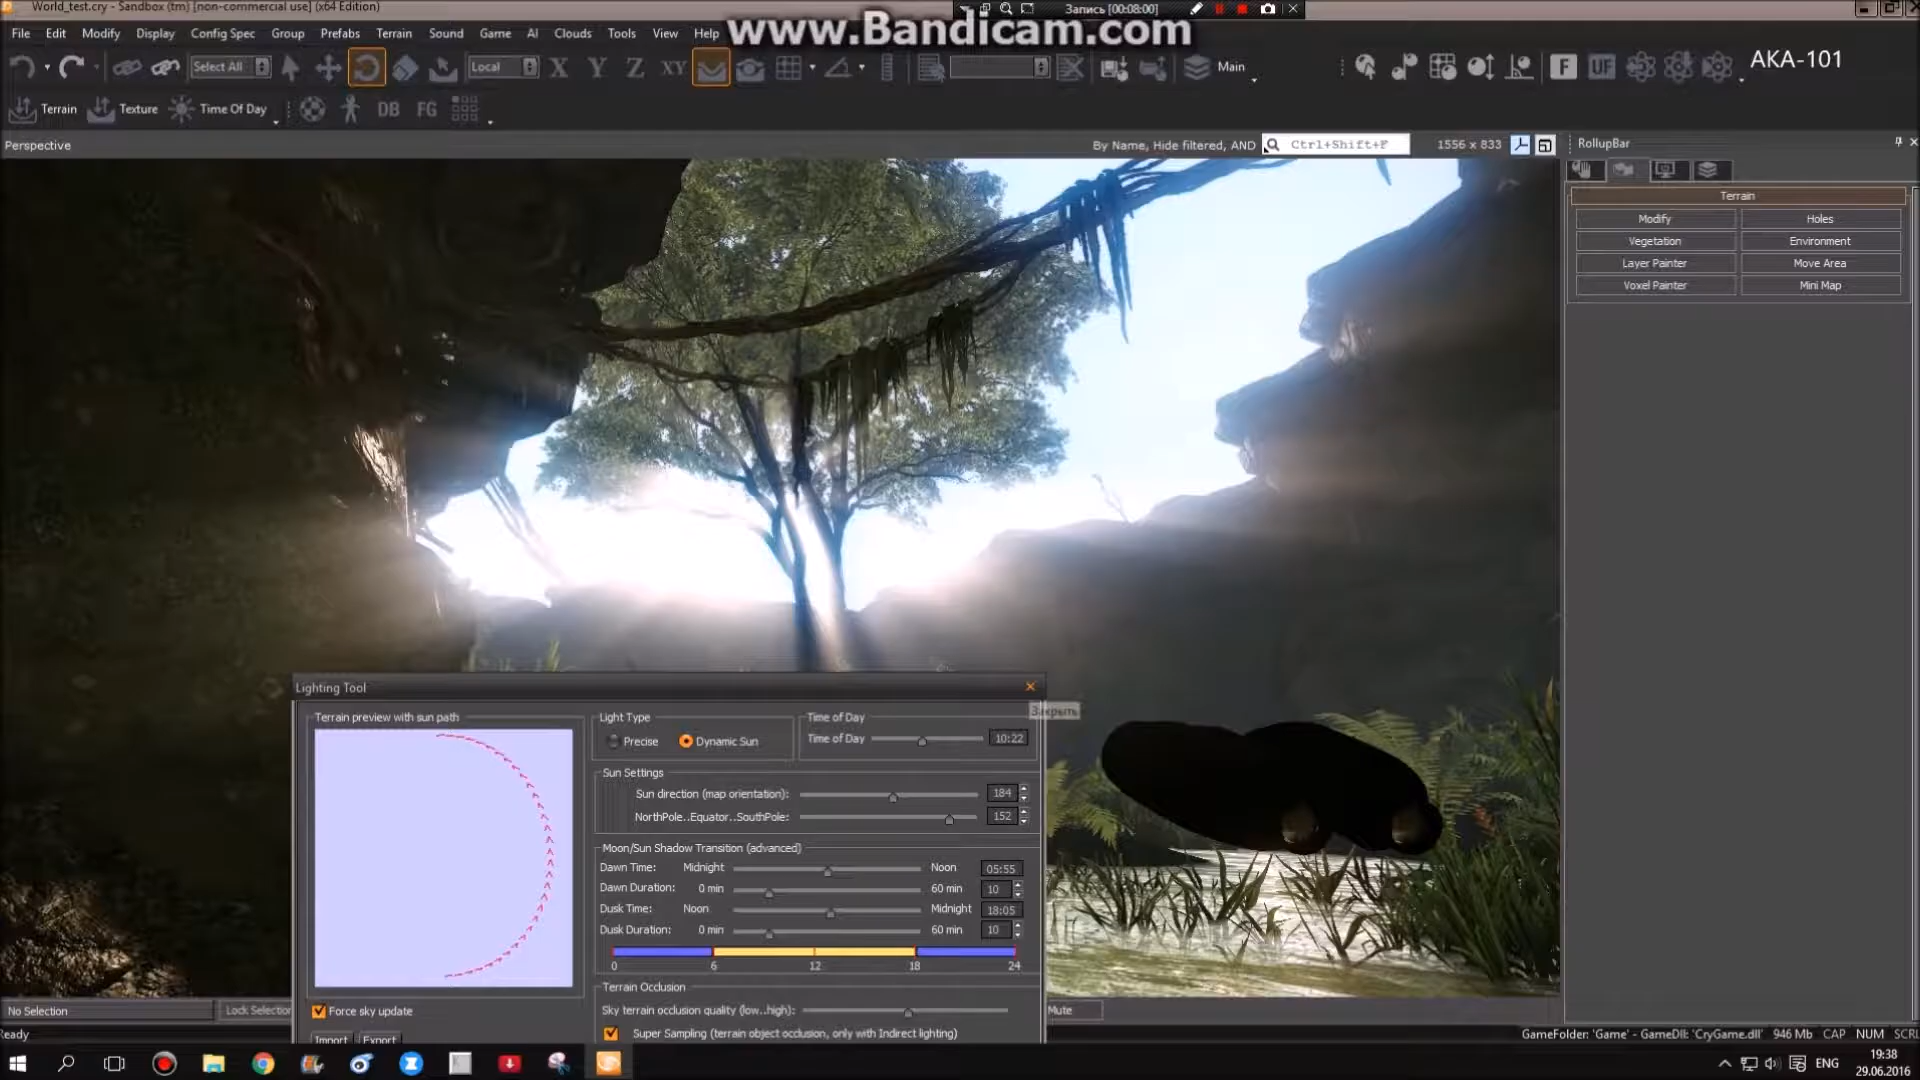 World_test.cry - Sandbox (tm) [non-commercial use] (x64 Edition)
Запись [00:08:00]
www.Bandicam.com
File Edit Modify Display Config Spec Group Prefabs Terrain Sound Game AI Clouds Tools View Help
Select All Local X Y Z XY Main F UF AKA-101
Terrain Texture Time Of Day DB FG
Perspective By Name, Hide filtered, AND Ctrl+Shift+F 1556 x 833 RollupBar
Terrain
Modify Holes
Vegetation Environment
Layer Painter Move Area
Voxel Painter Mini Map
Lighting Tool
Закрыть
Terrain preview with sun path Light Type Time of Day
Precise Dynamic Sun Time of Day 10:22
Sun Settings
Sun direction (map orientation): 184
NorthPole..Equator..SouthPole: 152
Moon/Sun Shadow Transition (advanced)
Dawn Time: Midnight Noon 05:55
Dawn Duration: 0 min 60 min 10
Dusk Time: Noon Midnight 18:05
Dusk Duration: 0 min 60 min 10
0 6 12 18 24
Terrain Occlusion
Sky terrain occlusion quality (low..high):
Super Sampling (terrain object occlusion, only with Indirect lighting)
Force sky update
Import Export
No Selection Lock Selection Mute
Ready GameFolder: 'Game' - GameDll: 'CryGame.dll' 946 Mb CAP NUM SCRL
ENG 19:38
29.06.2016